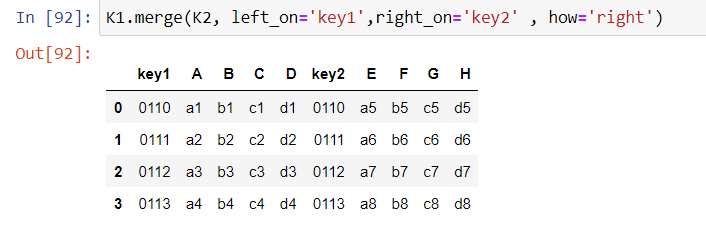 In [92]: K1.merge(K2, left_on='key1',right_on='key2' , how='right')
Out[92]:
key1 A B C D key2 E F G H
0 0110 a1 b1 c1 d1 0110 a5 b5 c5 d5
1 0111 a2 b2 c2 d2 0111 a6 b6 c6 d6
2 0112 a3 b3 c3 d3 0112 a7 b7 c7 d7
3 0113 a4 b4 c4 d4 0113 a8 b8 c8 d8